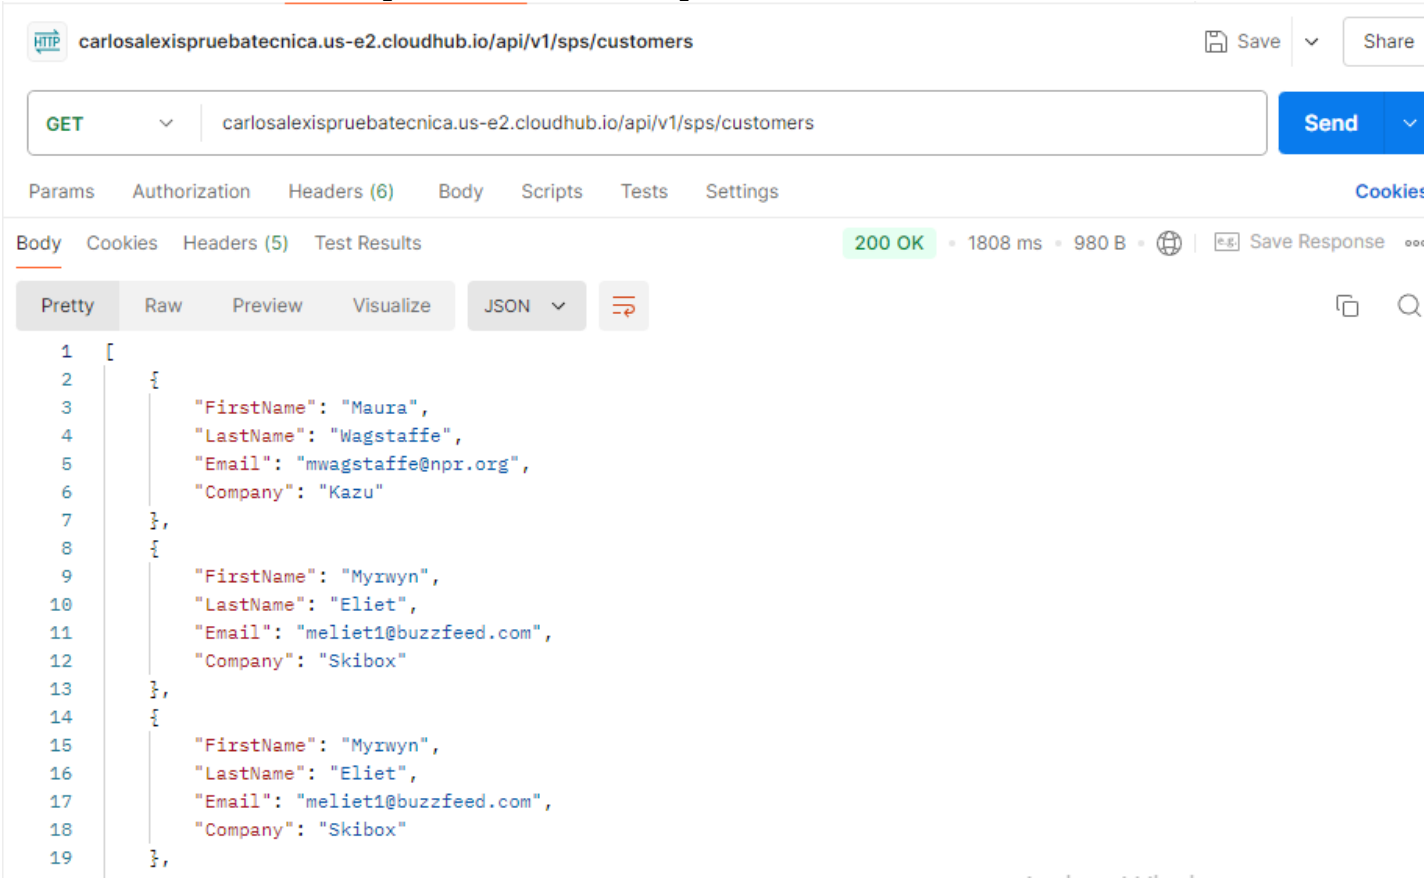 HTTP carlosalexispruebatecnica.us-e2.cloudhub.io/api/v1/sps/customers Save Share
GET carlosalexispruebatecnica.us-e2.cloudhub.io/api/v1/sps/customers Send
Params Authorization Headers (6) Body Scripts Tests Settings Cookies
Body Cookies Headers (5) Test Results 200 OK 1808 ms 980 B e.g. Save Response
Pretty Raw Preview Visualize JSON
1 [
2 {
3 "FirstName": "Maura",
4 "LastName": "Wagstaffe",
5 "Email": "mwagstaffe@npr.org",
6 "Company": "Kazu"
7 },
8 {
9 "FirstName": "Myrwyn",
10 "LastName": "Eliet",
11 "Email": "meliet1@buzzfeed.com",
12 "Company": "Skibox"
13 },
14 {
15 "FirstName": "Myrwyn",
16 "LastName": "Eliet",
17 "Email": "meliet1@buzzfeed.com",
18 "Company": "Skibox"
19 },